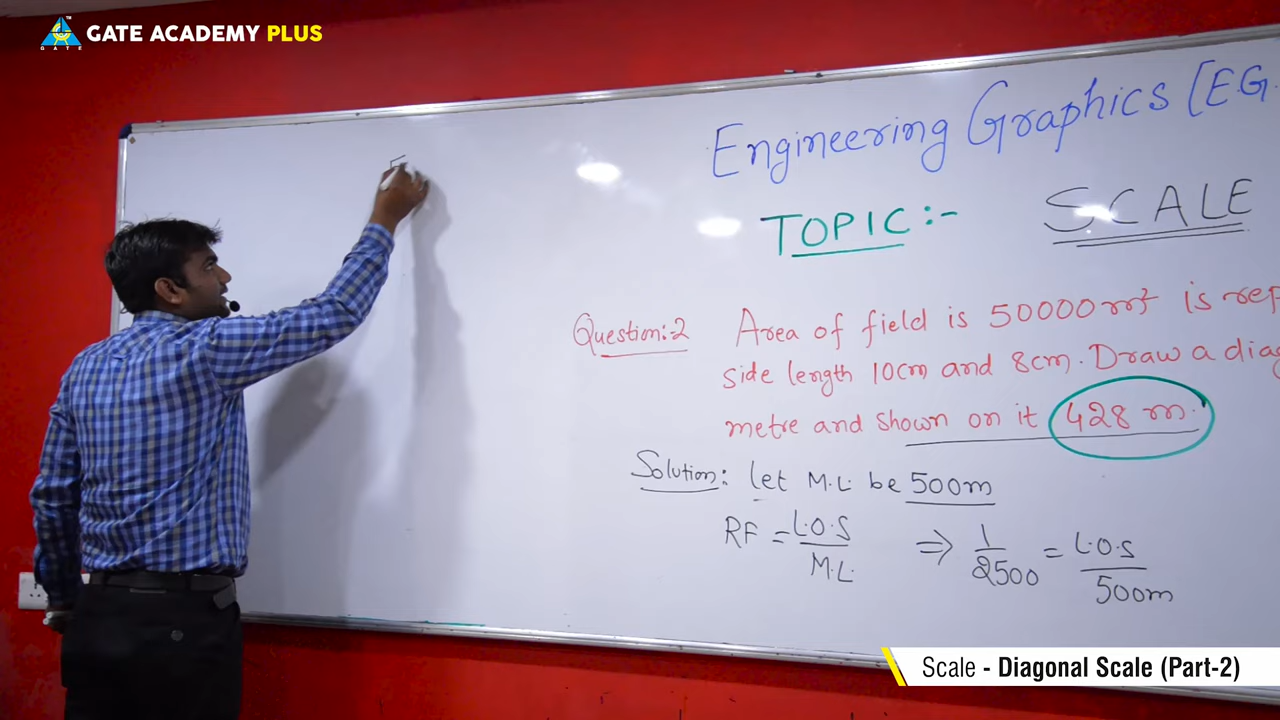 GATE ACADEMY PLUS
GATE
Engineering Graphics [EG.
TOPIC:- SCALE
Question:-2 Area of field is 50000 m² is rep
side length 10cm and 8cm. Draw a diag
metre and shown on it 428 m.
Solution: let M.L. be 500m
RF = L.O.S / M.L. ⇒ 1/2500 = L.O.S / 500m
Scale - Diagonal Scale (Part-2)